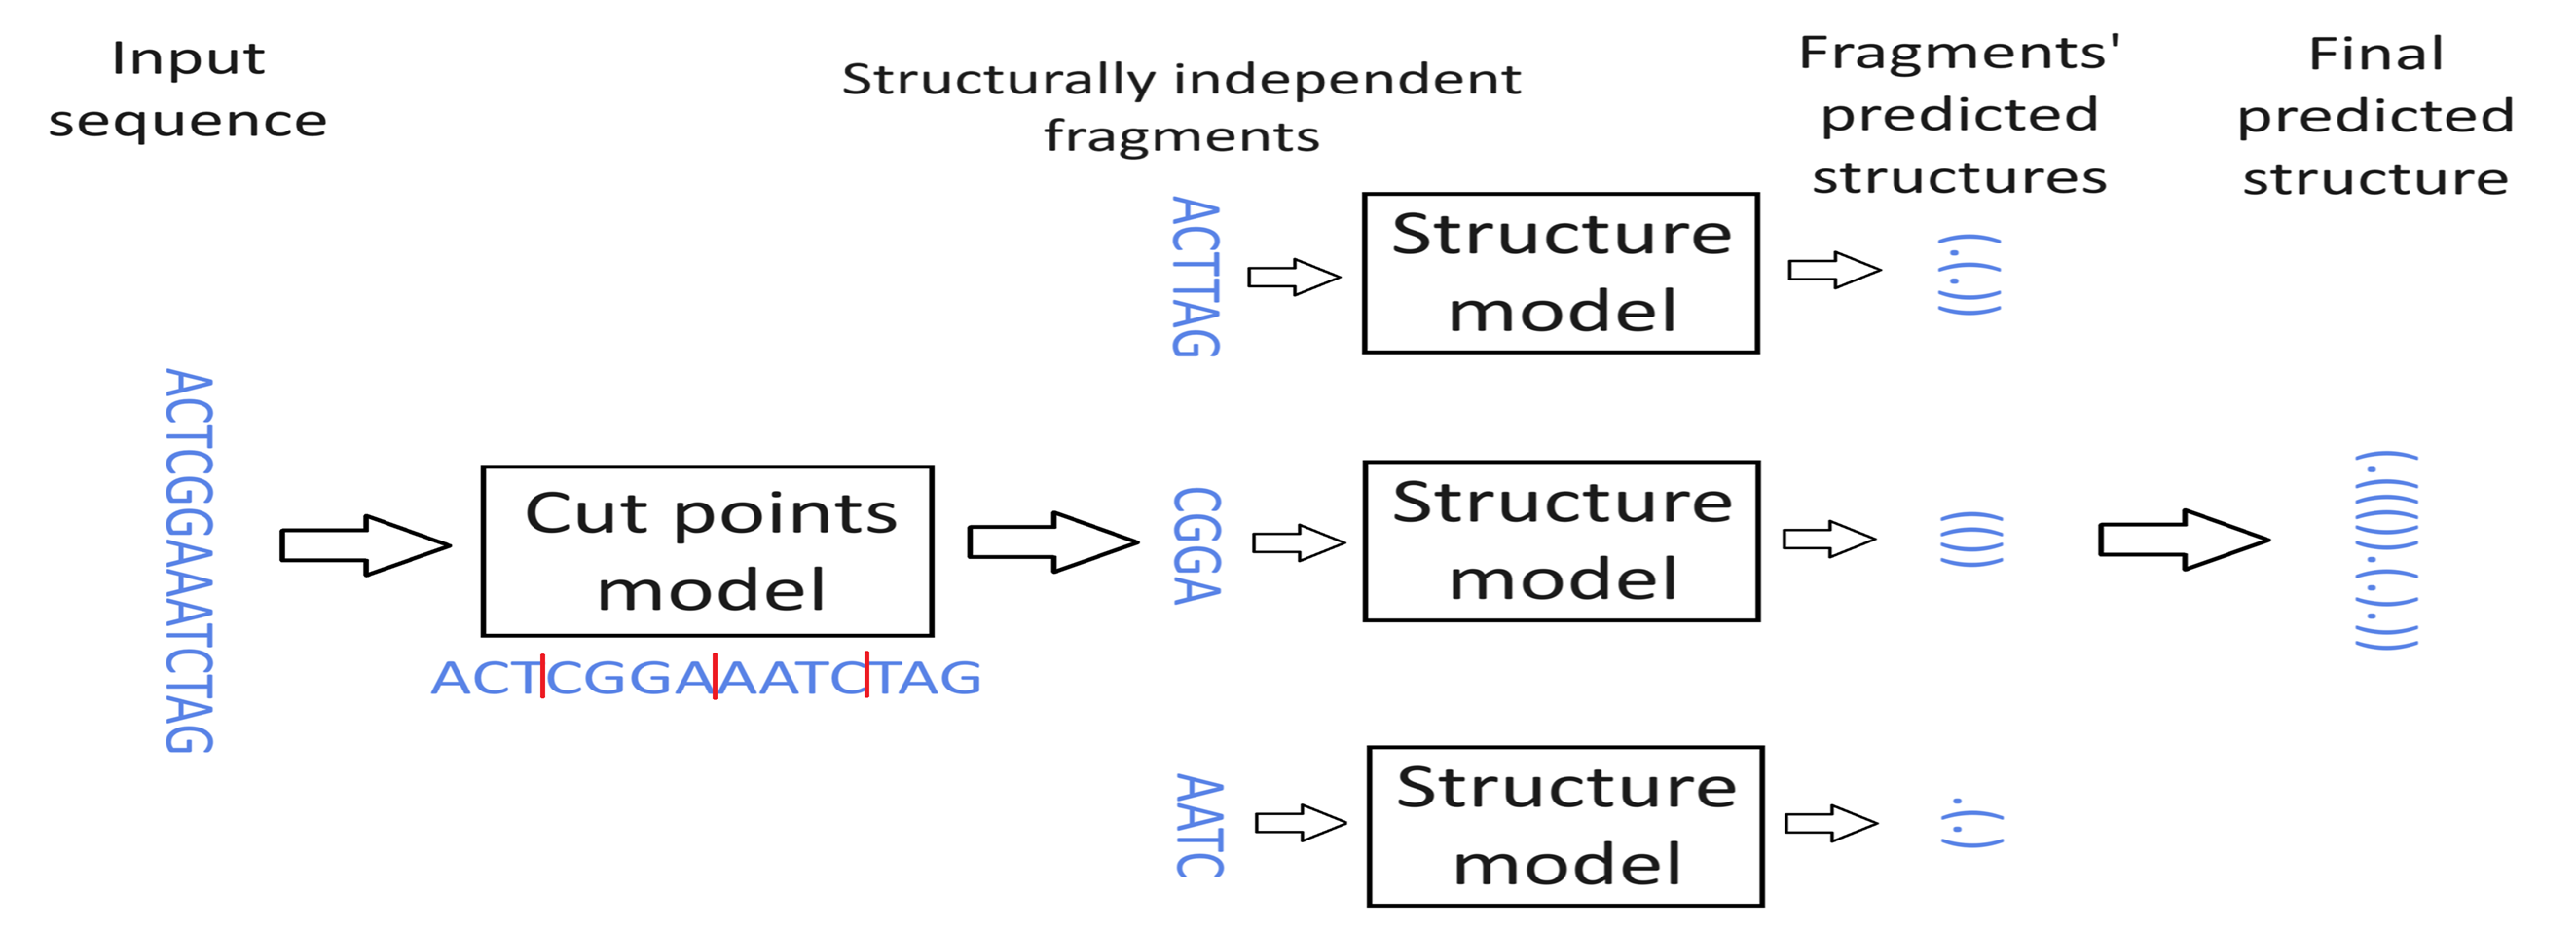 Input
sequence
Structurally independent
fragments
Fragments'
predicted
structures
Final
predicted
structure
ACTCGGAAATCTAG
Cut points
model
ACT|CGGA|AATC|TAG
ACTTAG
Structure
model
(.(.))
CGGA
Structure
model
(())
AATC
Structure
model
.(.)
(.((()).(.).))